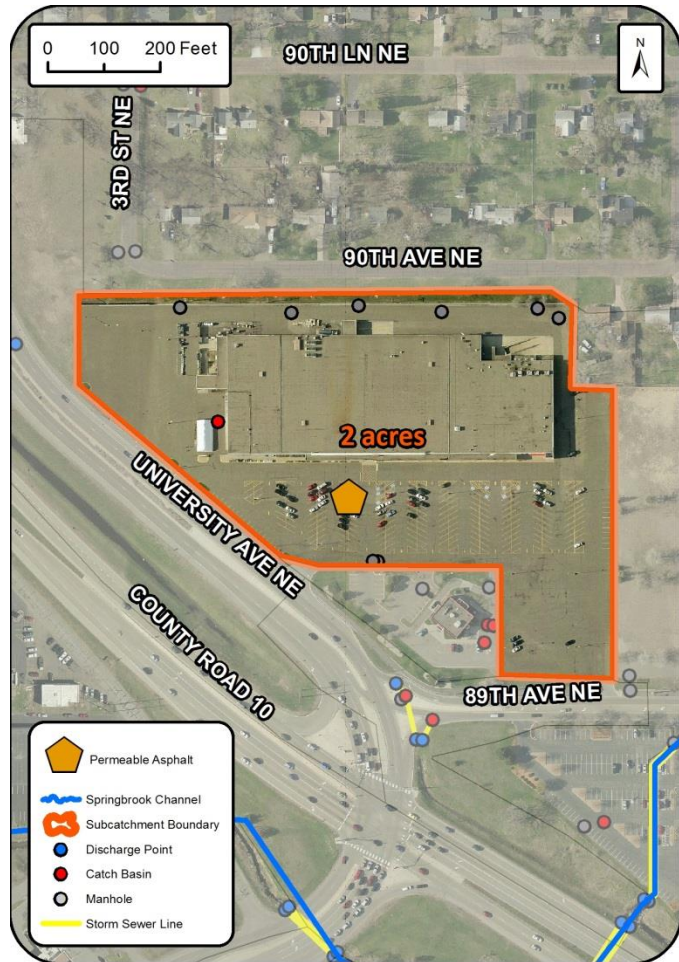 0 100 200 Feet
N
90TH LN NE
3RD ST NE
90TH AVE NE
2 acres
UNIVERSITY AVE NE
COUNTY ROAD 10
89TH AVE NE
Permeable Asphalt
Springbrook Channel
Subcatchment Boundary
Discharge Point
Catch Basin
Manhole
Storm Sewer Line